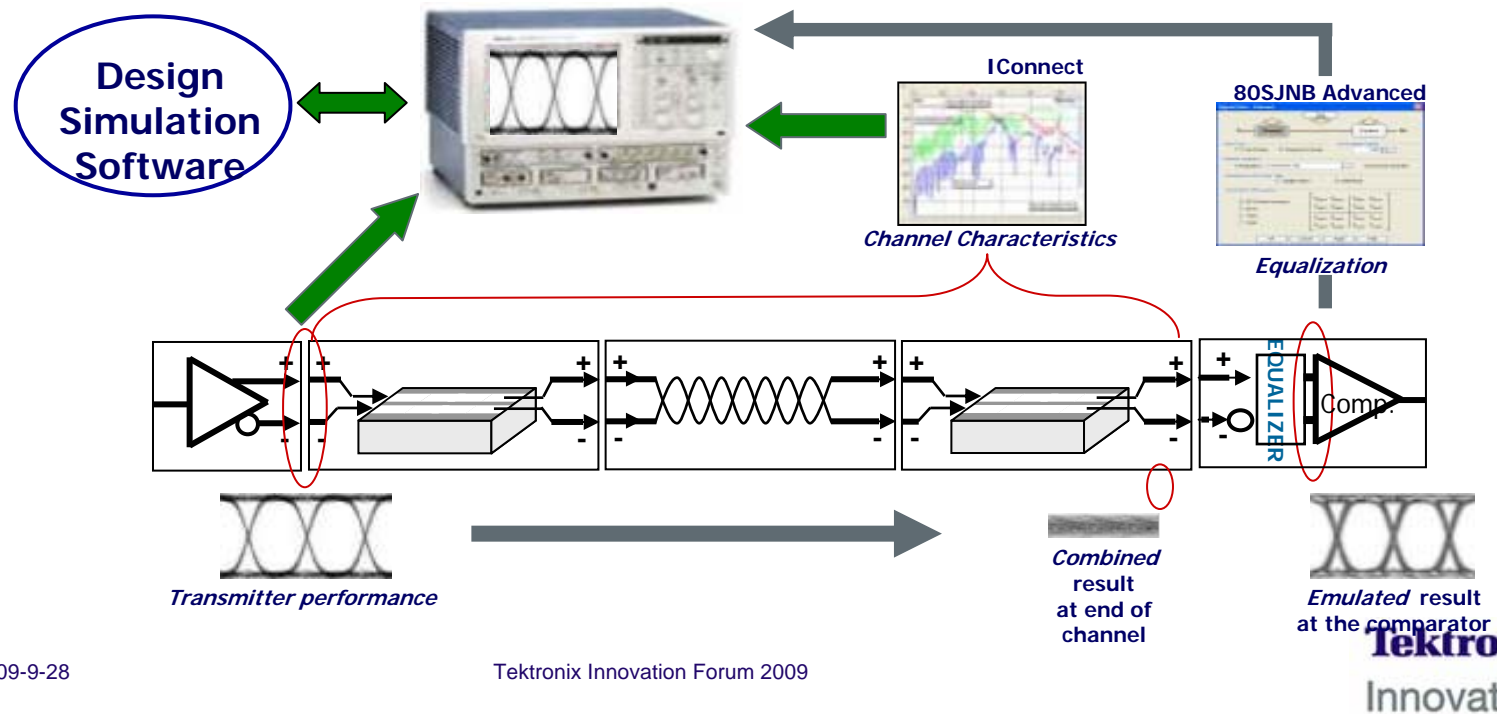 Design
Simulation
Software
IConnect
80SJNB Advanced
Channel Characteristics
Equalization
+ + + + + + +
EQUALIZER
Comp.
- - - - - - -
Transmitter performance
Combined
result
at end of
channel
Emulated result
at the comparator
09-9-28
Tektronix Innovation Forum 2009
Tektro
Innovat